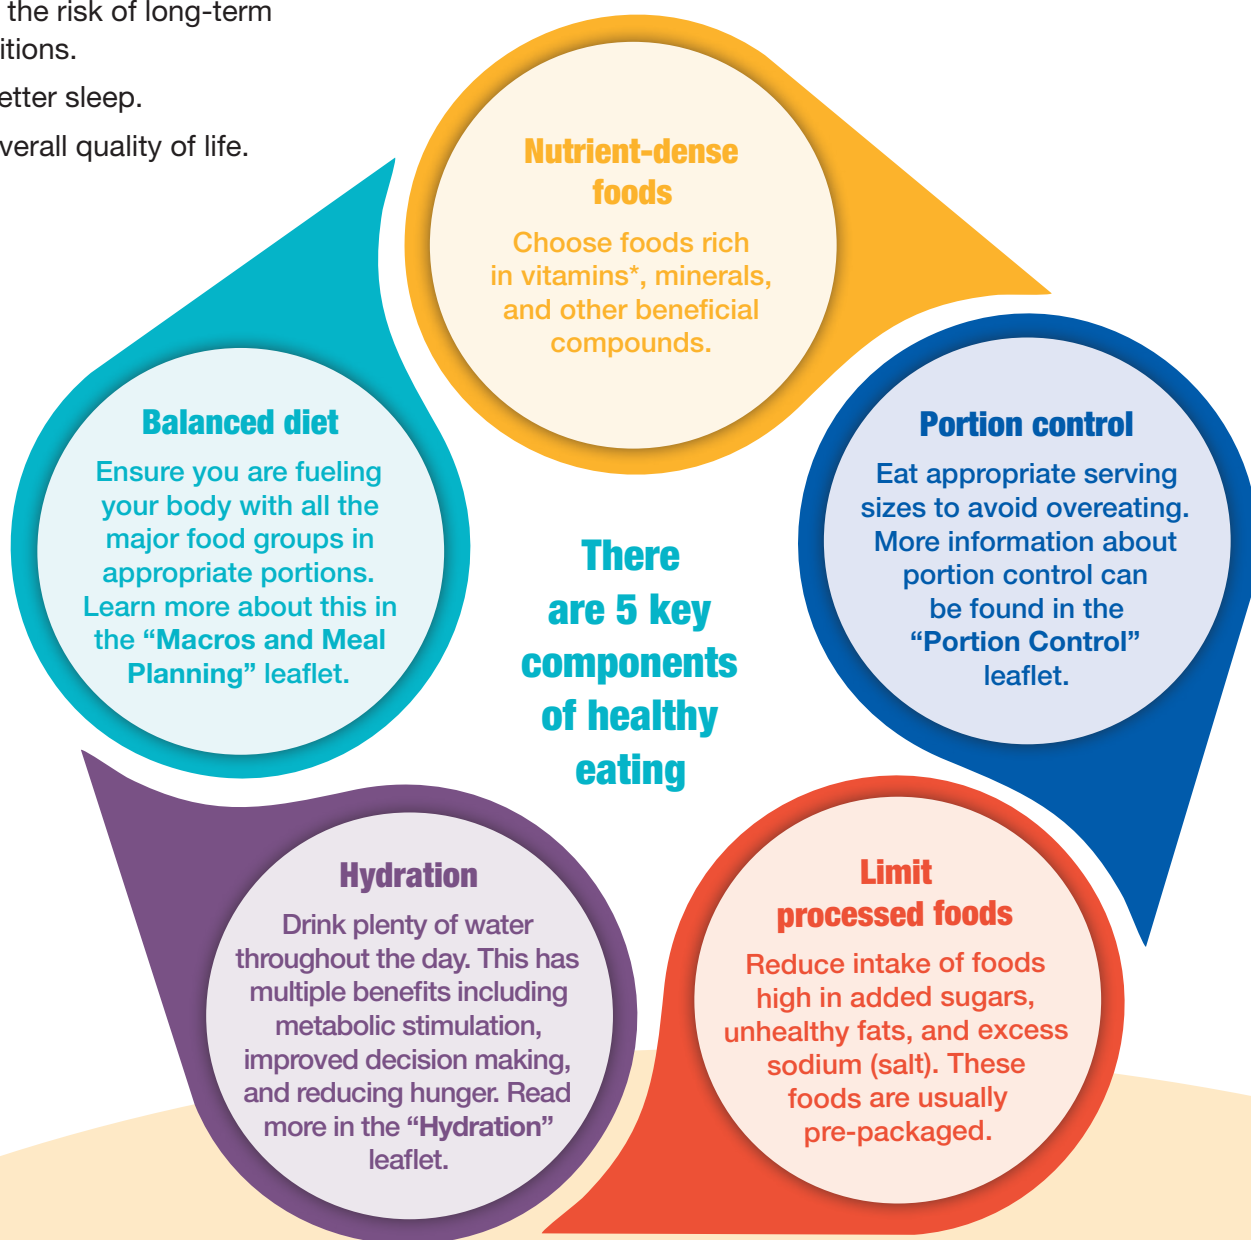 the risk of long-term
itions.
etter sleep.
verall quality of life.
Nutrient-dense
foods
Choose foods rich
in vitamins*, minerals,
and other beneficial
compounds.
Balanced diet
Ensure you are fueling
your body with all the
major food groups in
appropriate portions.
Learn more about this in
the “Macros and Meal
Planning” leaflet.
Portion control
Eat appropriate serving
sizes to avoid overeating.
More information about
portion control can
be found in the
“Portion Control”
leaflet.
There
are 5 key
components
of healthy
eating
Hydration
Drink plenty of water
throughout the day. This has
multiple benefits including
metabolic stimulation,
improved decision making,
and reducing hunger. Read
more in the “Hydration”
leaflet.
Limit
processed foods
Reduce intake of foods
high in added sugars,
unhealthy fats, and excess
sodium (salt). These
foods are usually
pre-packaged.